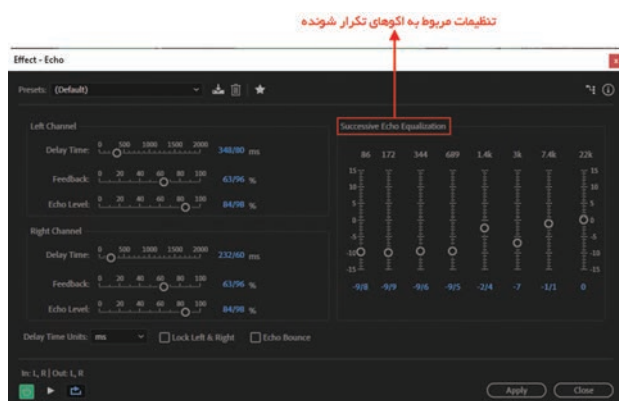 تنظیمات مربوط به اکوهای تکرار شونده
Effect - Echo
x
Presets: (Default)
Left Channel
Delay Time: 0 500 1000 1500 2000 348/80 ms
Feedback: 0 20 40 60 80 100 63/96 %
Echo Level: 0 20 40 60 80 100 84/98 %
Right Channel
Delay Time: 0 500 1000 1500 2000 232/60 ms
Feedback: 0 20 40 60 80 100 63/96 %
Echo Level: 0 20 40 60 80 100 84/98 %
Delay Time Units: ms Lock Left & Right Echo Bounce
Successive Echo Equalization
86 172 344 689 1.4k 3k 7.4k 22k
15 15
10 10
5 5
0 0
-5 -5
-10 -10
-15 -15
-9/8 -9/9 -9/6 -9/5 -2/4 -7 -1/1 0
In: L, R | Out: L, R
Apply Close